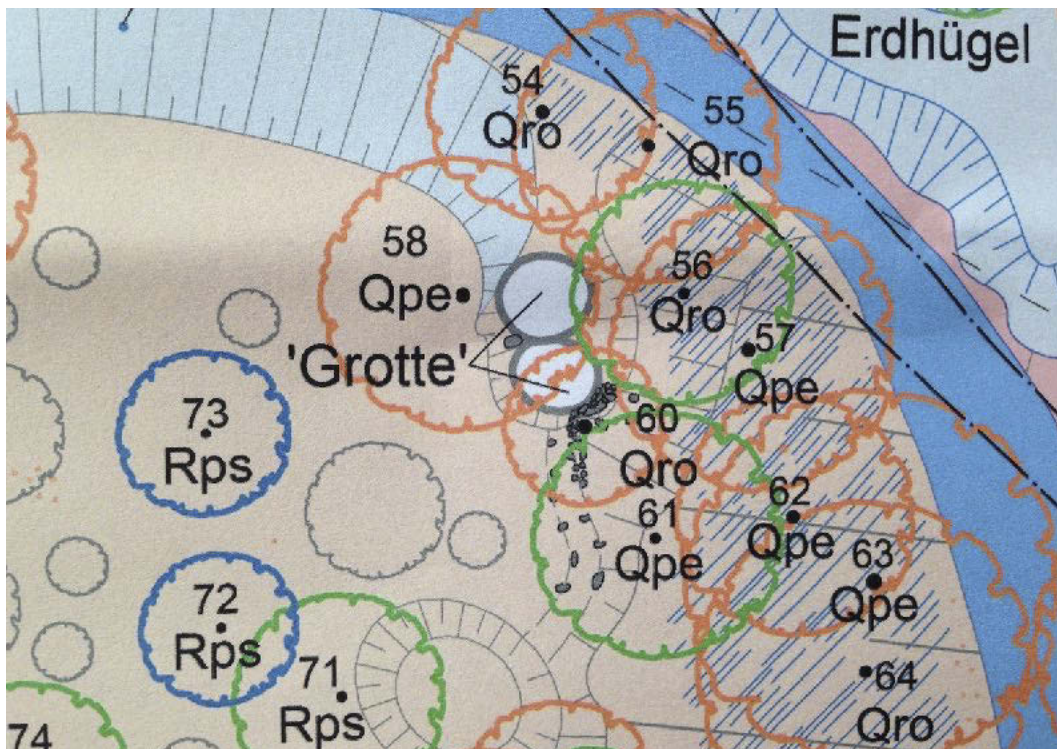 Erdhügel
54
Qro
55
Qro
58
Qpe
56
Qro
57
Qpe
'Grotte'
73
Rps
60
Qro
61
Qpe
62
Qpe
63
Qpe
72
Rps
71
Rps
64
Qro
74